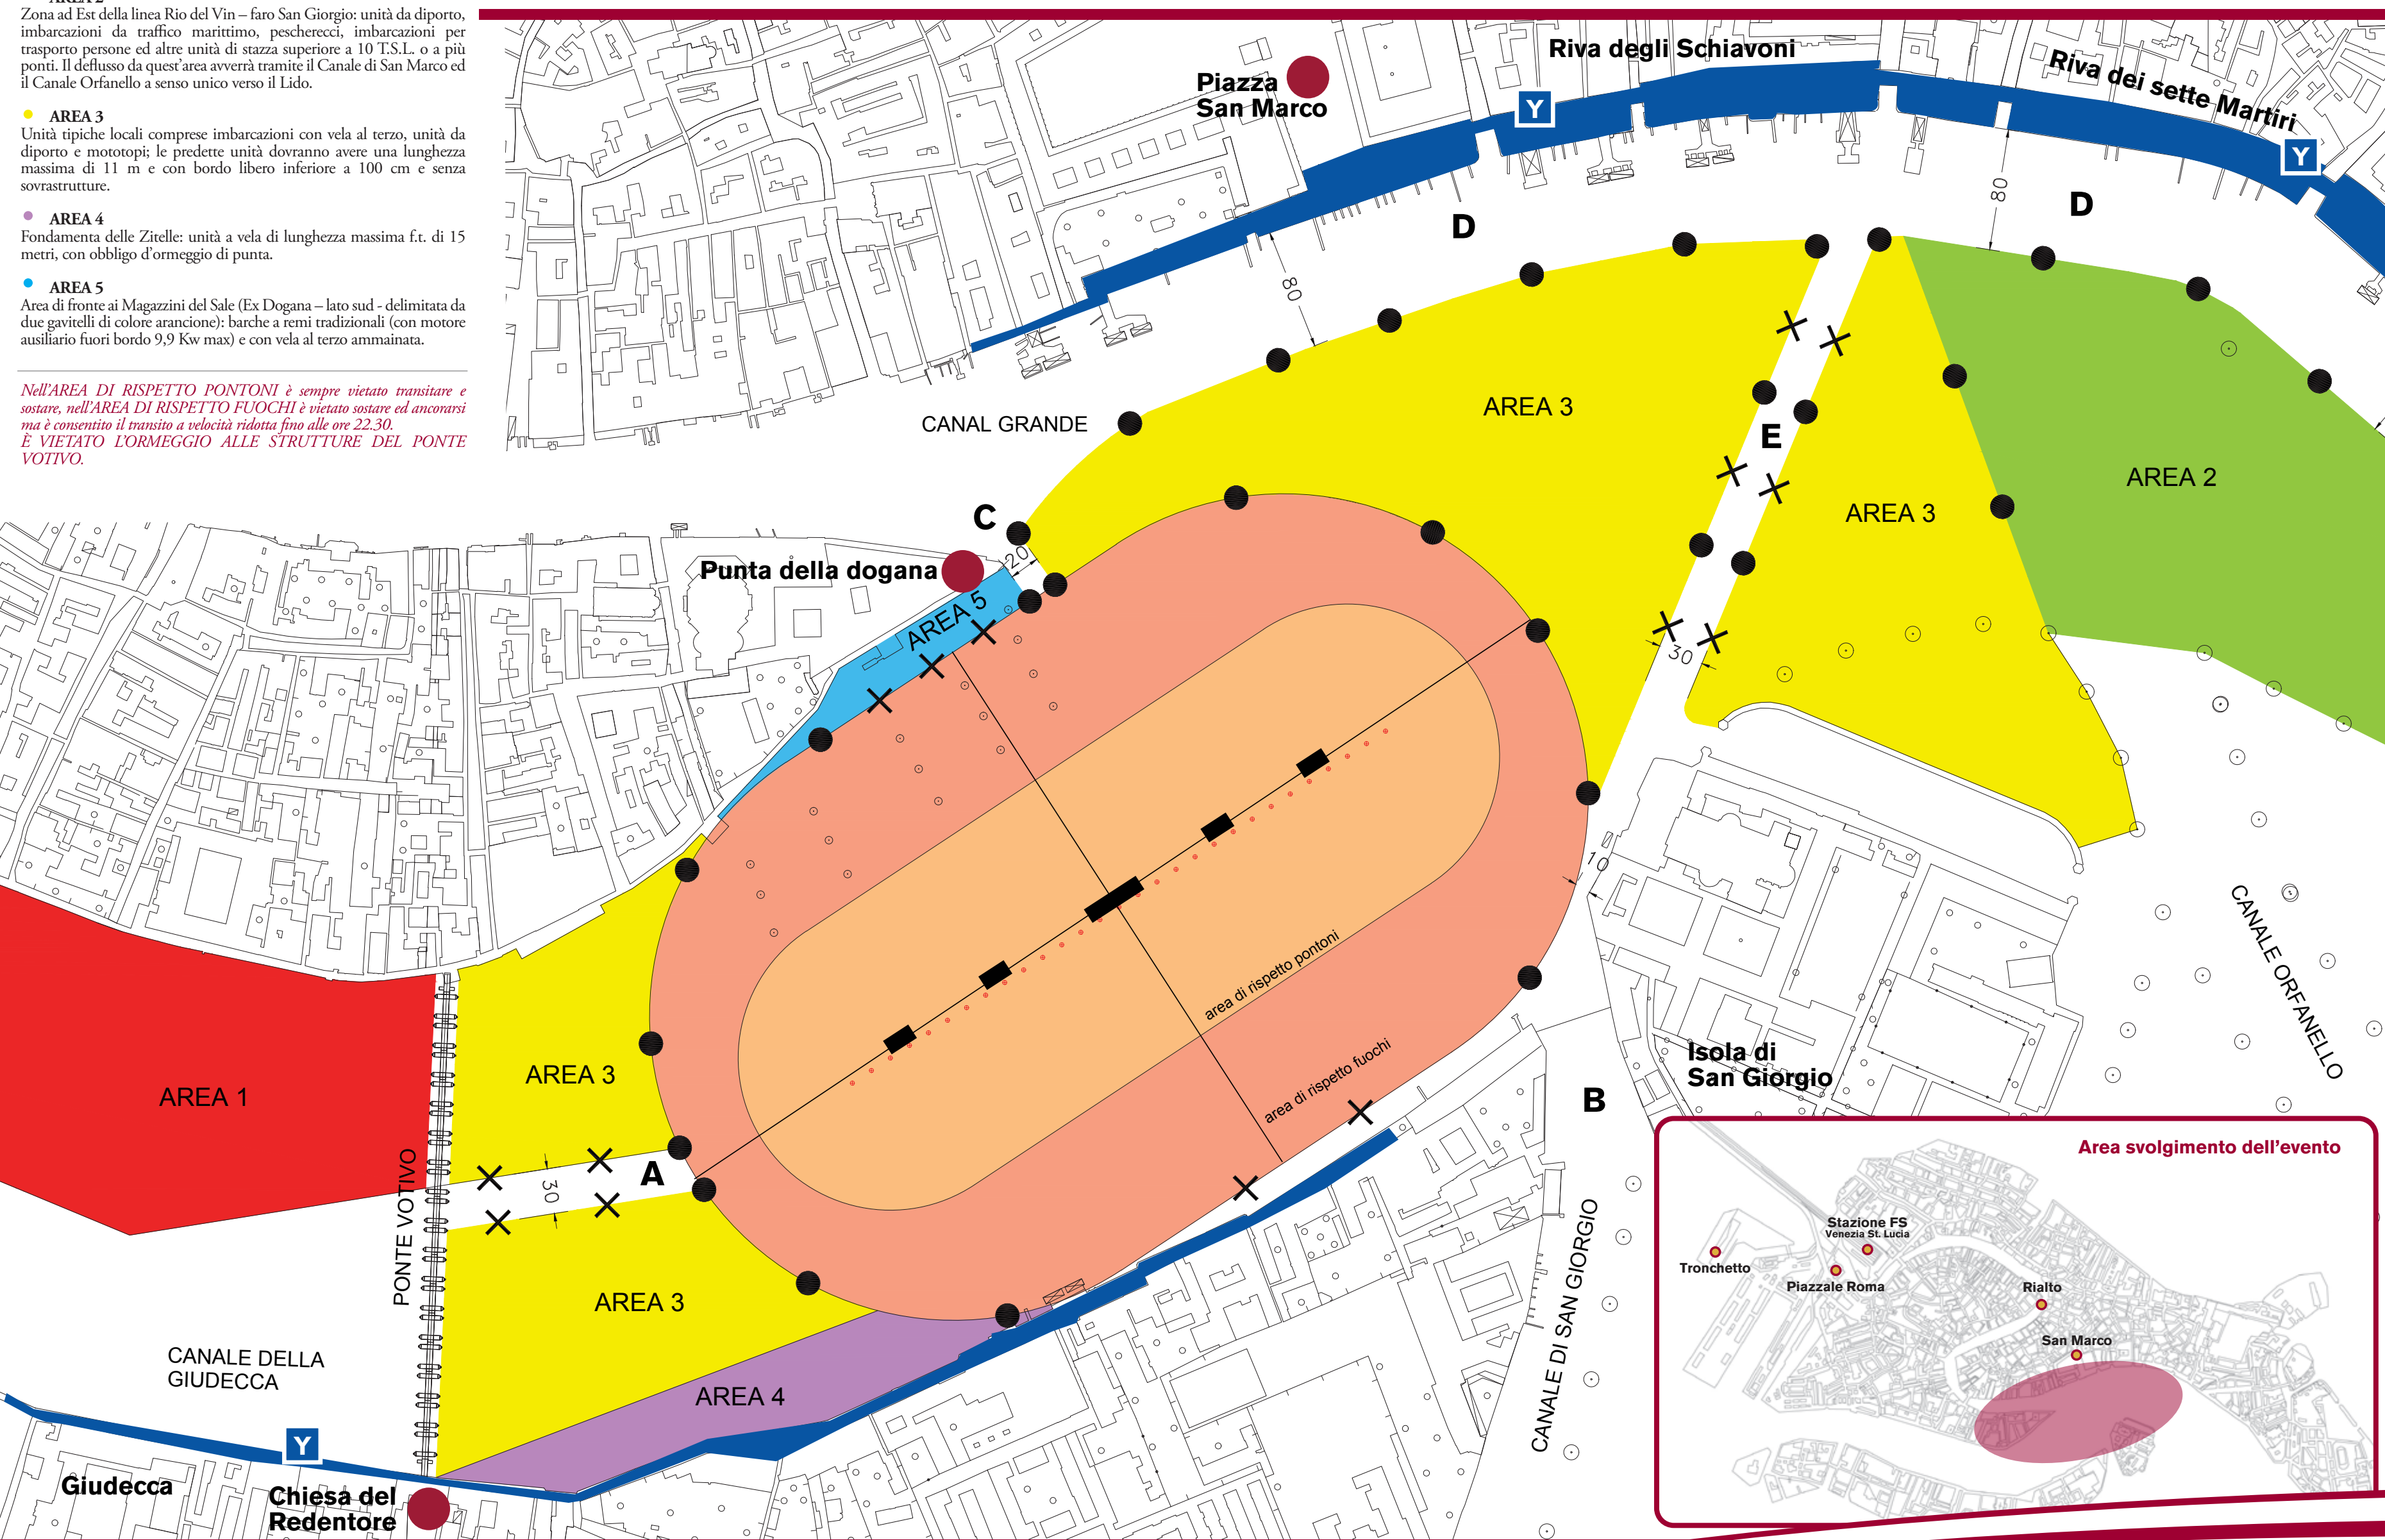 AREA 2
Zona ad Est della linea Rio del Vin – faro San Giorgio: unità da diporto,
imbarcazioni da traffico marittimo, pescherecci, imbarcazioni per
trasporto persone ed altre unità di stazza superiore a 10 T.S.L. o a più
ponti. Il deflusso da quest'area avverrà tramite il Canale di San Marco ed
il Canale Orfanello a senso unico verso il Lido.
AREA 3
Unità tipiche locali comprese imbarcazioni con vela al terzo, unità da
diporto e mototopi; le predette unità dovranno avere una lunghezza
massima di 11 m e con bordo libero inferiore a 100 cm e senza
sovrastrutture.
AREA 4
Fondamenta delle Zitelle: unità a vela di lunghezza massima f.t. di 15
metri, con obbligo d'ormeggio di punta.
AREA 5
Area di fronte ai Magazzini del Sale (Ex Dogana – lato sud - delimitata da
due gavitelli di colore arancione): barche a remi tradizionali (con motore
ausiliario fuori bordo 9,9 Kw max) e con vela al terzo ammainata.
Nell'AREA DI RISPETTO PONTONI è sempre vietato transitare e
sostare, nell'AREA DI RISPETTO FUOCHI è vietato sostare ed ancorarsi
ma è consentito il transito a velocità ridotta fino alle ore 22.30.
È VIETATO L'ORMEGGIO ALLE STRUTTURE DEL PONTE
VOTIVO.
Piazza
San Marco
Riva degli Schiavoni
Riva dei sette Martiri
Y
Y
D
D
80
80
CANAL GRANDE
AREA 3
E
AREA 3
AREA 2
C
20
Punta della dogana
AREA 5
30
10
area di rispetto pontoni
area di rispetto fuochi
AREA 1
AREA 3
PONTE VOTIVO
A
30
AREA 3
AREA 4
CANALE DELLA
GIUDECCA
Y
Giudecca
Chiesa del
Redentore
B
CANALE DI SAN GIORGIO
Isola di
San Giorgio
CANALE ORFANELLO
Area svolgimento dell'evento
Stazione FS
Venezia St. Lucia
Tronchetto
Piazzale Roma
Rialto
San Marco